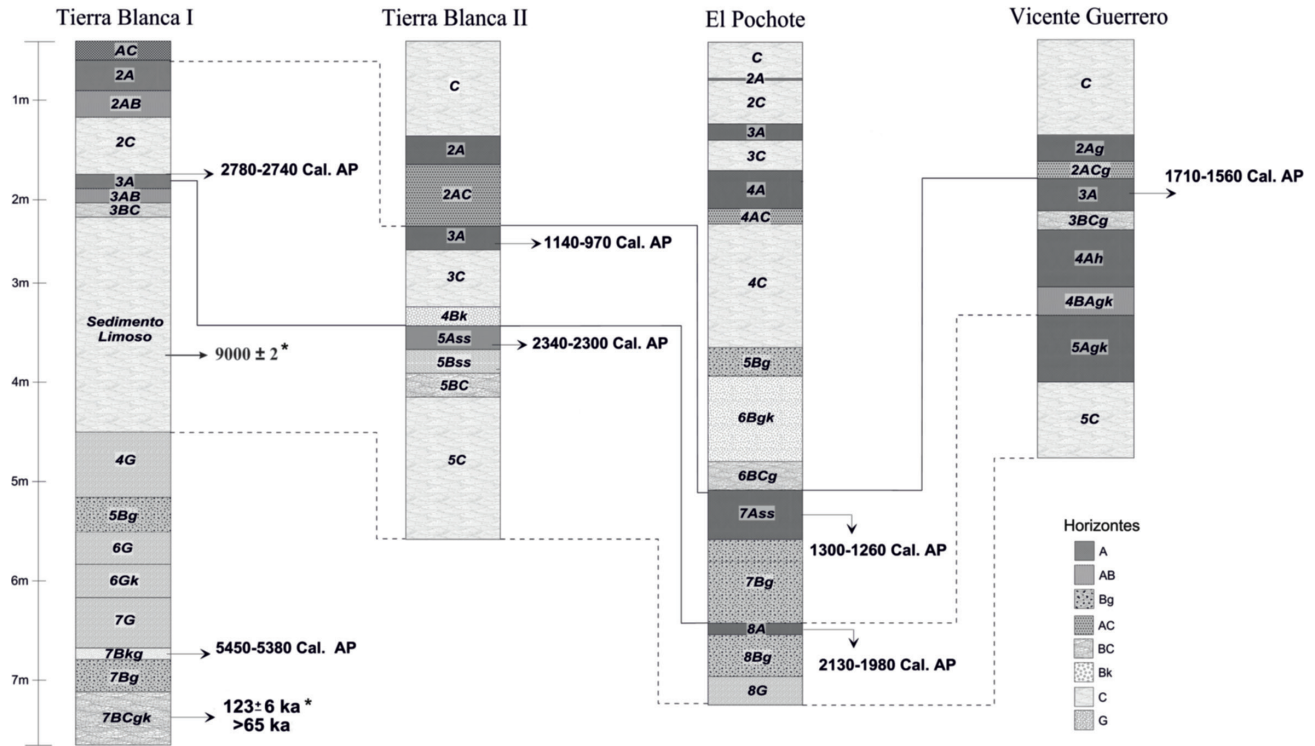 Tierra Blanca I
Tierra Blanca II
El Pochote
Vicente Guerrero
1m
2m
3m
4m
5m
6m
7m
AC
2A
2AB
2C
3A
3AB
3BC
Sedimento
Limoso
4G
5Bg
6G
6Gk
7G
7Bkg
7Bg
7BCgk
2780-2740 Cal. AP
9000 ± 2*
5450-5380 Cal. AP
123± 6 ka *
>65 ka
C
2A
2AC
3A
3C
4Bk
5Ass
5Bss
5BC
5C
1140-970 Cal. AP
2340-2300 Cal. AP
C
2A
2C
3A
3C
4A
4AC
4C
5Bg
6Bgk
6BCg
7Ass
7Bg
8A
8Bg
8G
1300-1260 Cal. AP
2130-1980 Cal. AP
C
2Ag
2ACg
3A
3BCg
4Ah
4BAgk
5Agk
5C
1710-1560 Cal. AP
Horizontes
A
AB
Bg
AC
BC
Bk
C
G